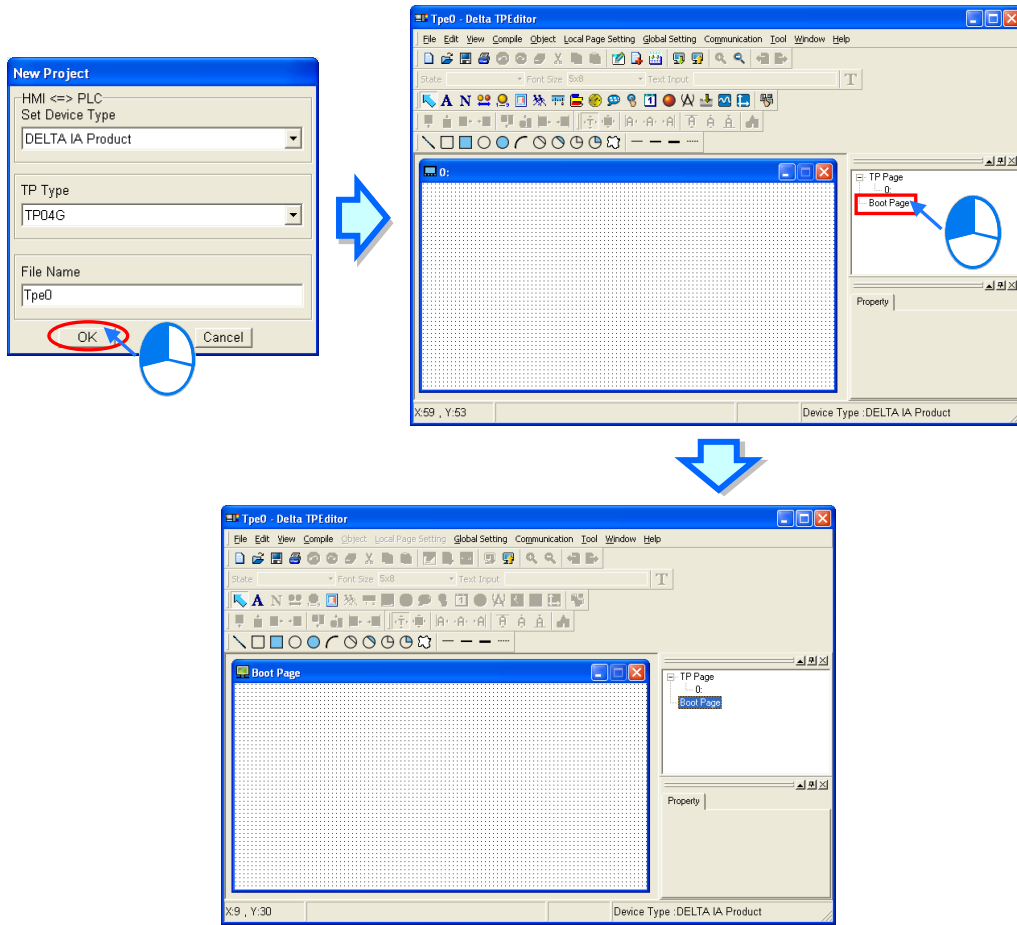 New Project
HMI <=> PLC
Set Device Type
DELTA IA Product
TP Type
TP04G
File Name
Tpe0
OK
Cancel
Tpe0 - Delta TPEditor
File Edit View Compile Object Local Page Setting Global Setting Communication Tool Window Help
State Font Size 5x8 Text Input T
A N
0:
TP Page
0:
Boot Page
Property
X:59 , Y:53
Device Type :DELTA IA Product
Tpe0 - Delta TPEditor
File Edit View Compile Object Local Page Setting Global Setting Communication Tool Window Help
State Font Size 5x8 Text Input T
A N
Boot Page
TP Page
0:
Boot Page
Property
X:9 , Y:30
Device Type :DELTA IA Product